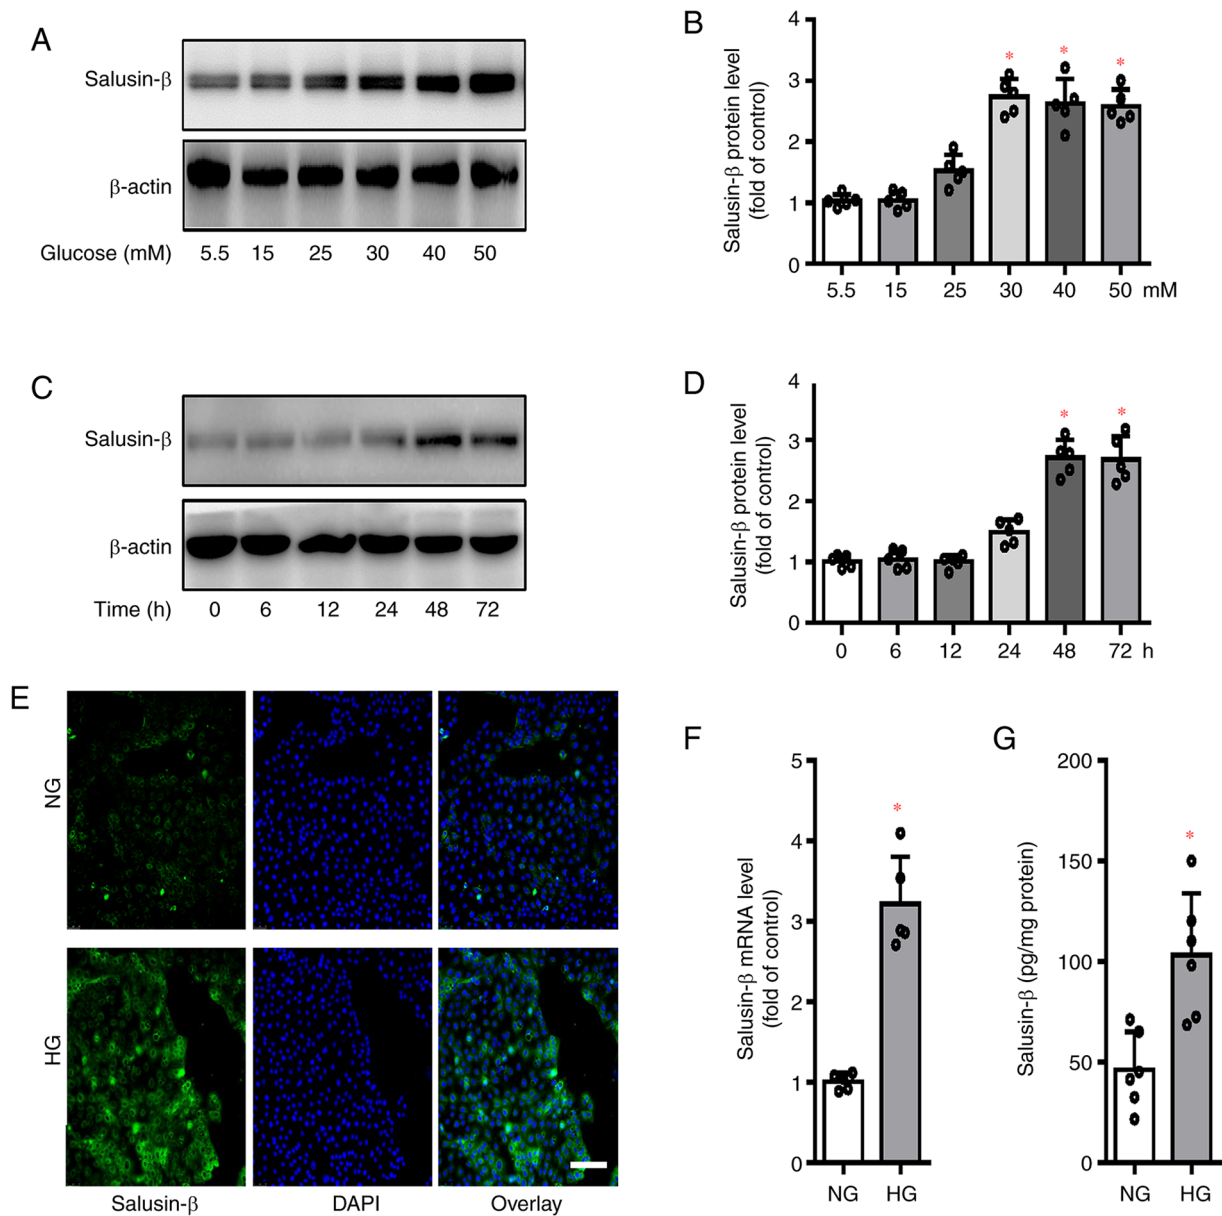 A
Salusin-β
β-actin
Glucose (mM) 5.5 15 25 30 40 50
B
Salusin-β protein level
(fold of control)
4
3
2
1
0
* * *
5.5 15 25 30 40 50 mM
C
Salusin-β
β-actin
Time (h) 0 6 12 24 48 72
D
Salusin-β protein level
(fold of control)
4
3
2
1
0
* *
0 6 12 24 48 72 h
E
NG
HG
Salusin-β DAPI Overlay
F
Salusin-β mRNA level
(fold of control)
5
4
3
2
1
0
*
NG HG
G
Salusin-β (pg/mg protein)
200
150
100
50
0
*
NG HG